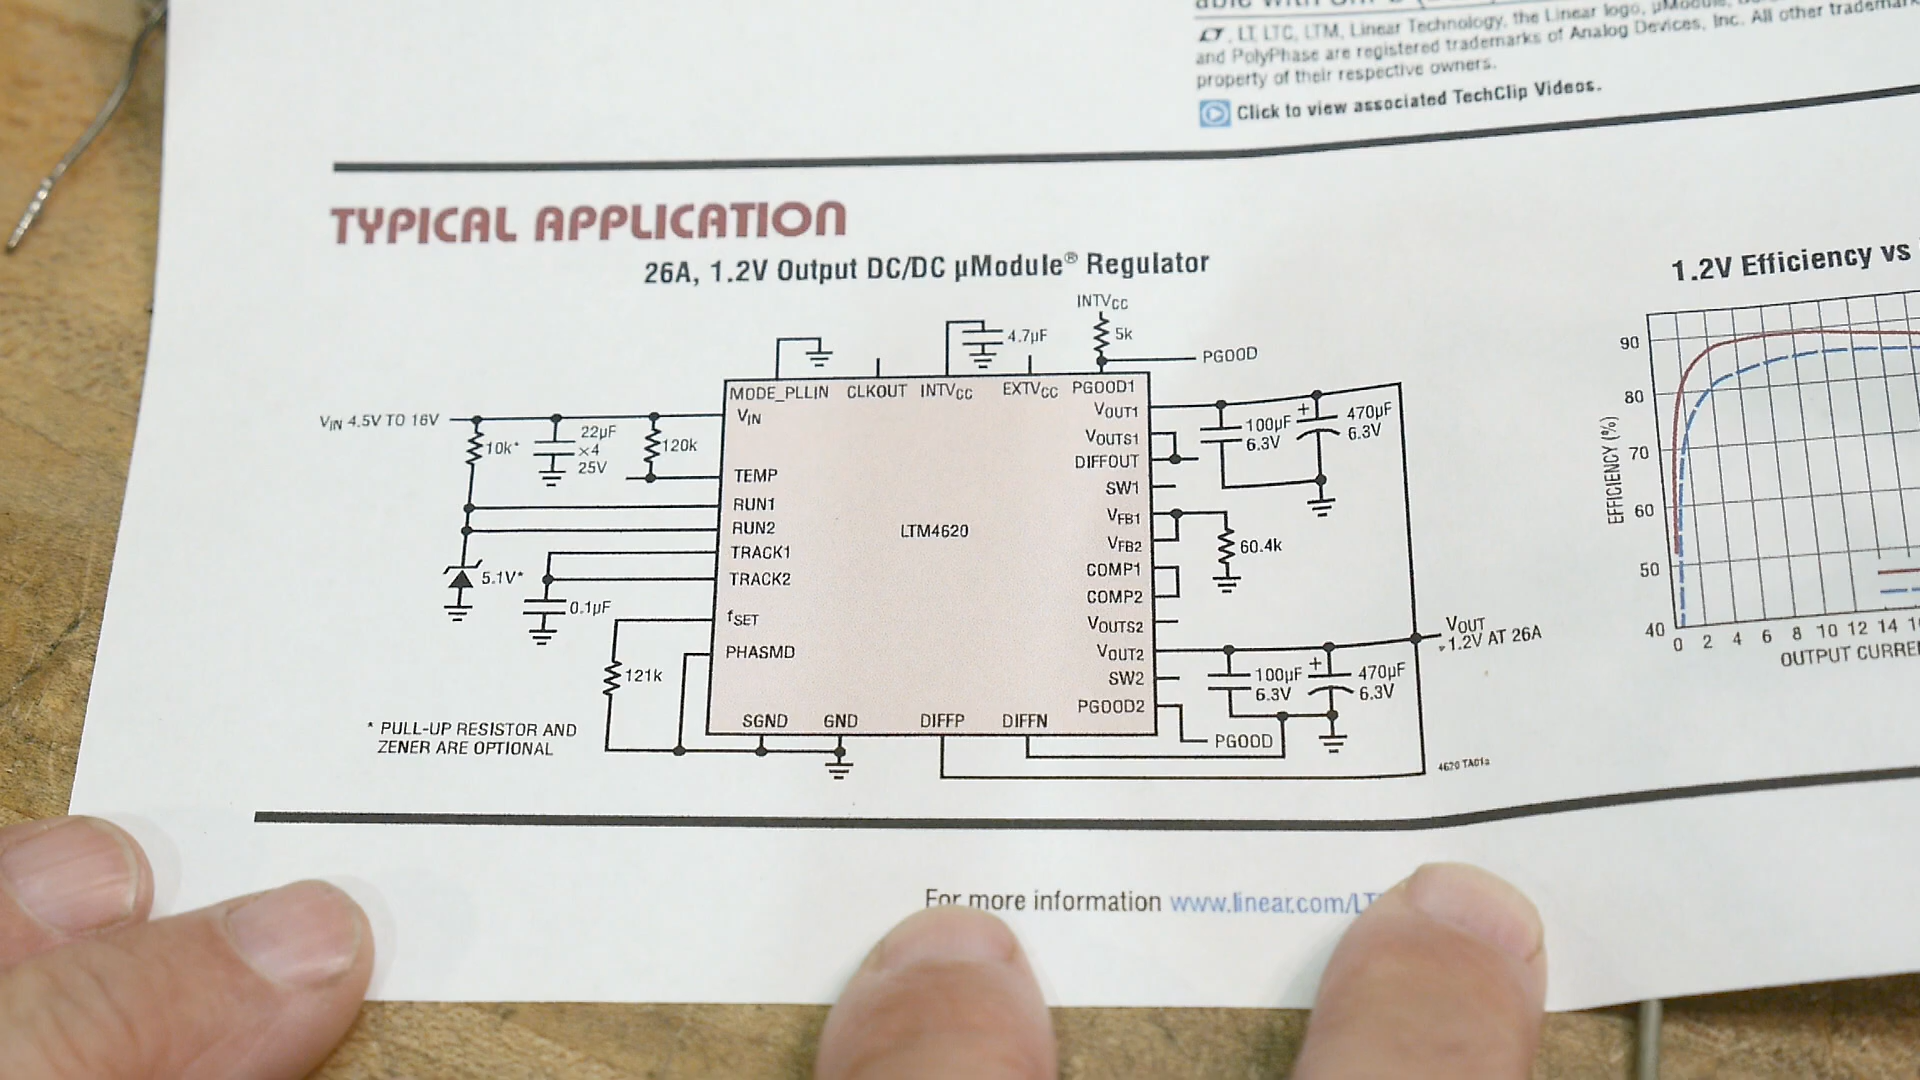 LT, LT, LTC, LTM, Linear Technology, the Linear logo, µModule,
and PolyPhase are registered trademarks of Analog Devices, Inc. All other
property of their respective owners.
Click to view associated TechClip Videos.
TYPICAL APPLICATION
26A, 1.2V Output DC/DC µModule® Regulator
INTVCC
4.7µF
5k
PGOOD
MODE_PLLIN CLKOUT INTVCC EXTVCC PGOOD1
VIN 4.5V TO 16V
VIN
VOUT1
10k*
22µF
×4
25V
120k
VOUTS1
DIFFOUT
100µF
6.3V
+
470µF
6.3V
TEMP
SW1
RUN1
RUN2
LTM4620
VFB1
VFB2
60.4k
TRACK1
TRACK2
COMP1
COMP2
5.1V*
0.1µF
fSET
VOUTS2
PHASMD
VOUT2
VOUT
1.2V AT 26A
121k
SW2
100µF
6.3V
+
470µF
6.3V
PGOOD2
SGND GND DIFFP DIFFN
PGOOD
* PULL-UP RESISTOR AND
ZENER ARE OPTIONAL
4620 TA01a
1.2V Efficiency vs
EFFICIENCY (%)
90
80
70
60
50
40
0 2 4 6 8 10 12 14
OUTPUT
For more information www.linear.com/